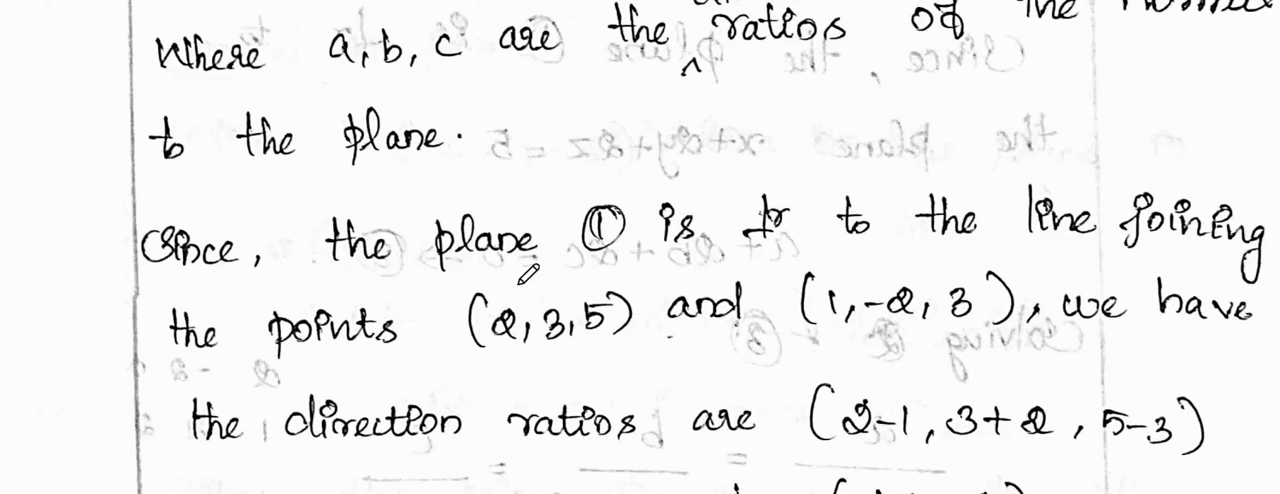 where a, b, c are the ratios of the
to the plane.
Since, the plane ① is ⊥r to the line joining
the points (2, 3, 5) and (1, -2, 3), we have
the direction ratios are (2-1, 3+2, 5-3)